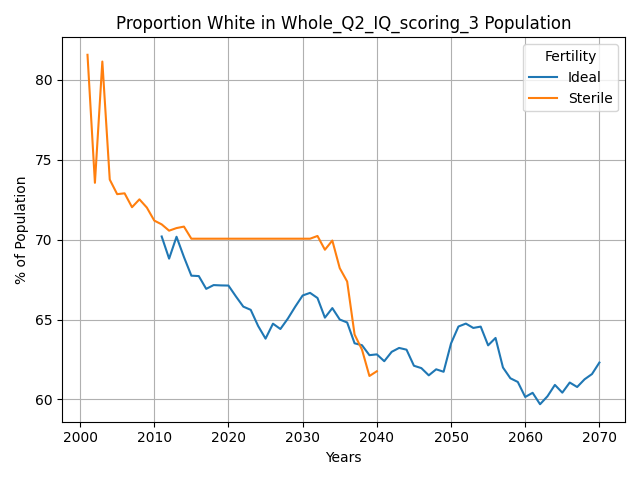 Proportion White in Whole_Q2_IQ_scoring_3 Population
Fertility
Ideal
Sterile
% of Population
80
75
70
65
60
2000
2010
2020
2030
2040
2050
2060
2070
Years